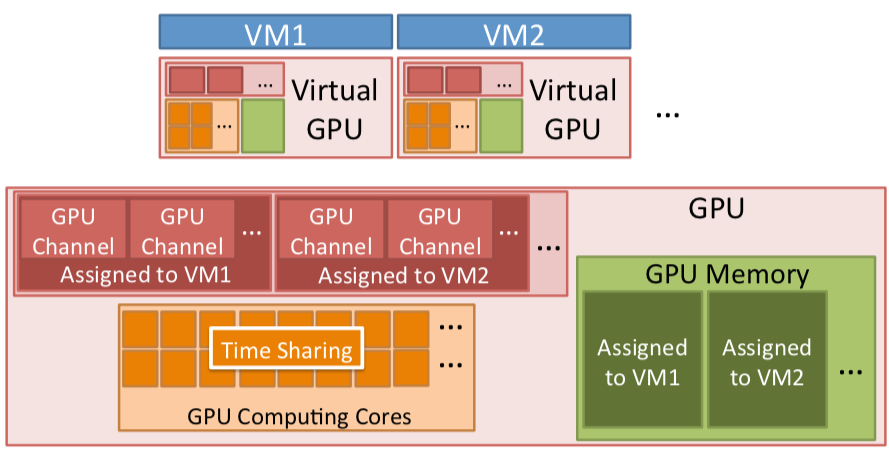 VM1
VM2
...
Virtual
GPU
...
...
Virtual
GPU
...
...
GPU
GPU
Channel
GPU
Channel
...
Assigned to VM1
GPU
Channel
GPU
Channel
...
Assigned to VM2
...
GPU Memory
Assigned
to VM1
Assigned
to VM2
...
Time Sharing
...
...
GPU Computing Cores